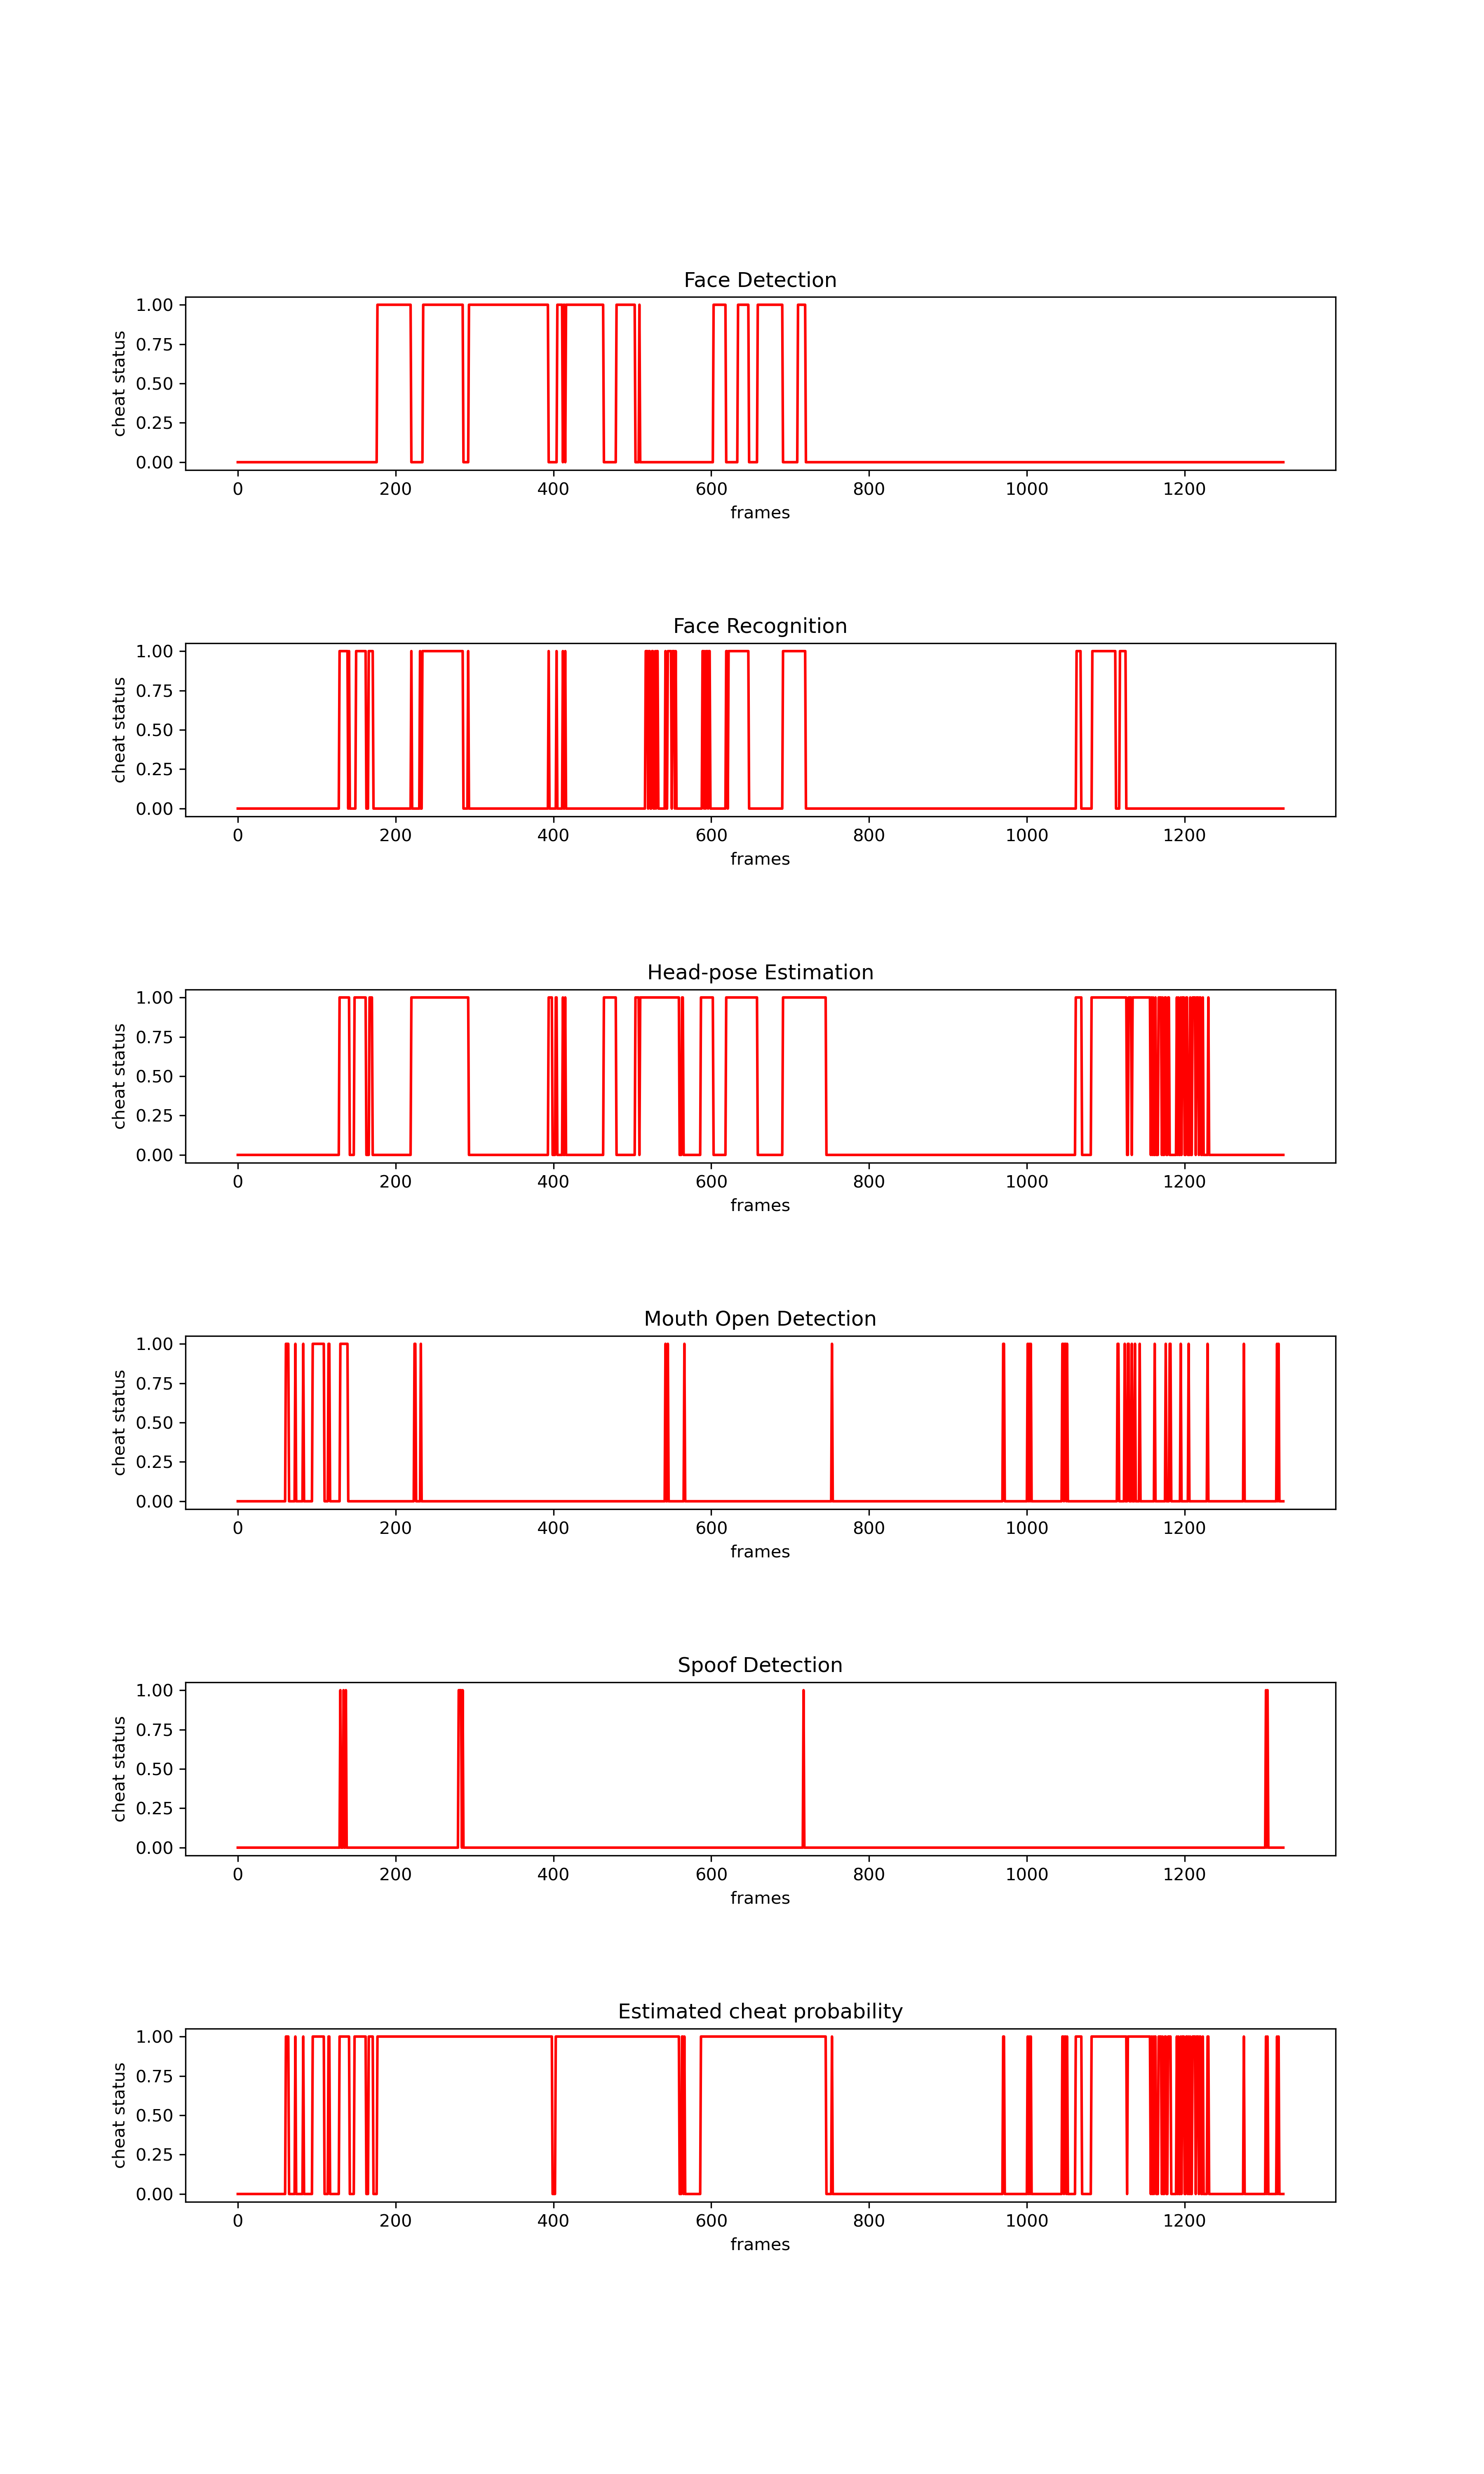 Face Detection
1.00
0.75
0.50
0.25
0.00
cheat status
0 200 400 600 800 1000 1200
frames
Face Recognition
1.00
0.75
0.50
0.25
0.00
cheat status
0 200 400 600 800 1000 1200
frames
Head-pose Estimation
1.00
0.75
0.50
0.25
0.00
cheat status
0 200 400 600 800 1000 1200
frames
Mouth Open Detection
1.00
0.75
0.50
0.25
0.00
cheat status
0 200 400 600 800 1000 1200
frames
Spoof Detection
1.00
0.75
0.50
0.25
0.00
cheat status
0 200 400 600 800 1000 1200
frames
Estimated cheat probability
1.00
0.75
0.50
0.25
0.00
cheat status
0 200 400 600 800 1000 1200
frames